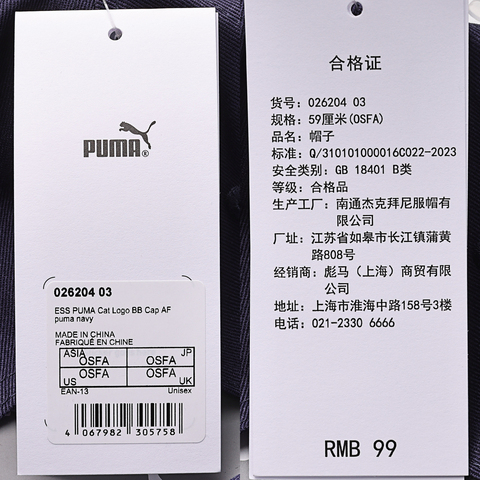 PUMA®
026204 03
ESS PUMA Cat Logo BB Cap AF
puma navy
MADE IN CHINA
FABRIQUÉ EN CHINE
ASIA OSFA OSFA JP
US OSFA OSFA UK
EAN-13 Unisex
4 067982 305758
合格证
货号: 026204 03
规格: 59厘米(OSFA)
品名: 帽子
标准: Q/310101000016C022-2023
安全类别: GB 18401 B类
等级: 合格品
生产工厂: 南通杰克拜尼服帽有
限公司
厂址: 江苏省如皋市长江镇蒲黄
路808号
经销商: 彪马（上海）商贸有限
公司
地址: 上海市淮海中路158号3楼
电话: 021-2330 6666
RMB 99